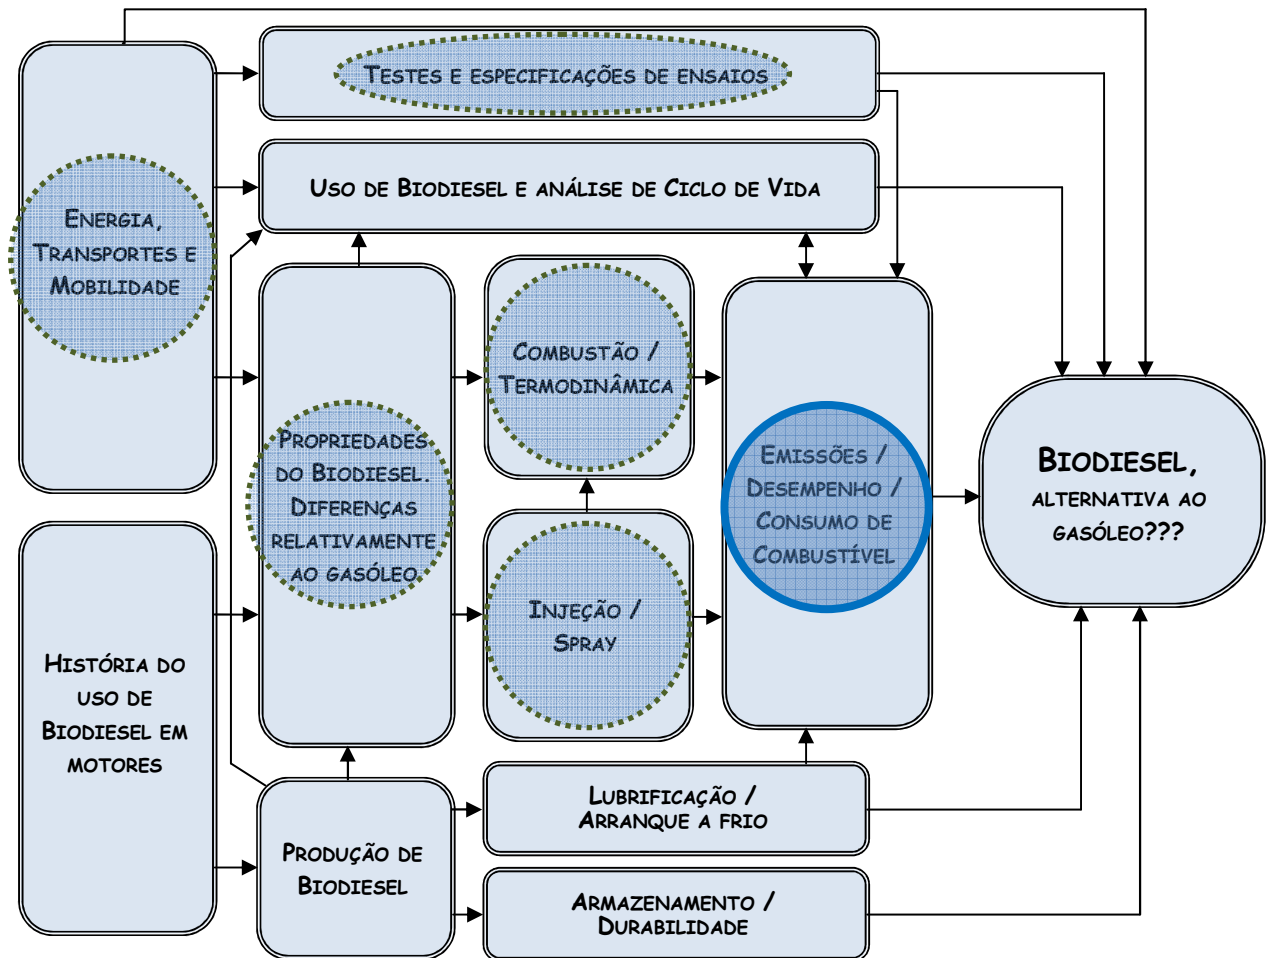 Testes e especificações de ensaios
Uso de Biodiesel e análise de Ciclo de Vida
Energia,
Transportes e
Mobilidade
Combustão /
Termodinâmica
Propriedades
do Biodiesel.
Diferenças
relativamente
ao gasóleo
Emissões /
Desempenho /
Consumo de
Combustível
Biodiesel,
alternativa ao
gasóleo???
Injeção /
Spray
História do
uso de
Biodiesel em
motores
Lubrificação /
Arranque a frio
Produção de
Biodiesel
Armazenamento /
Durabilidade